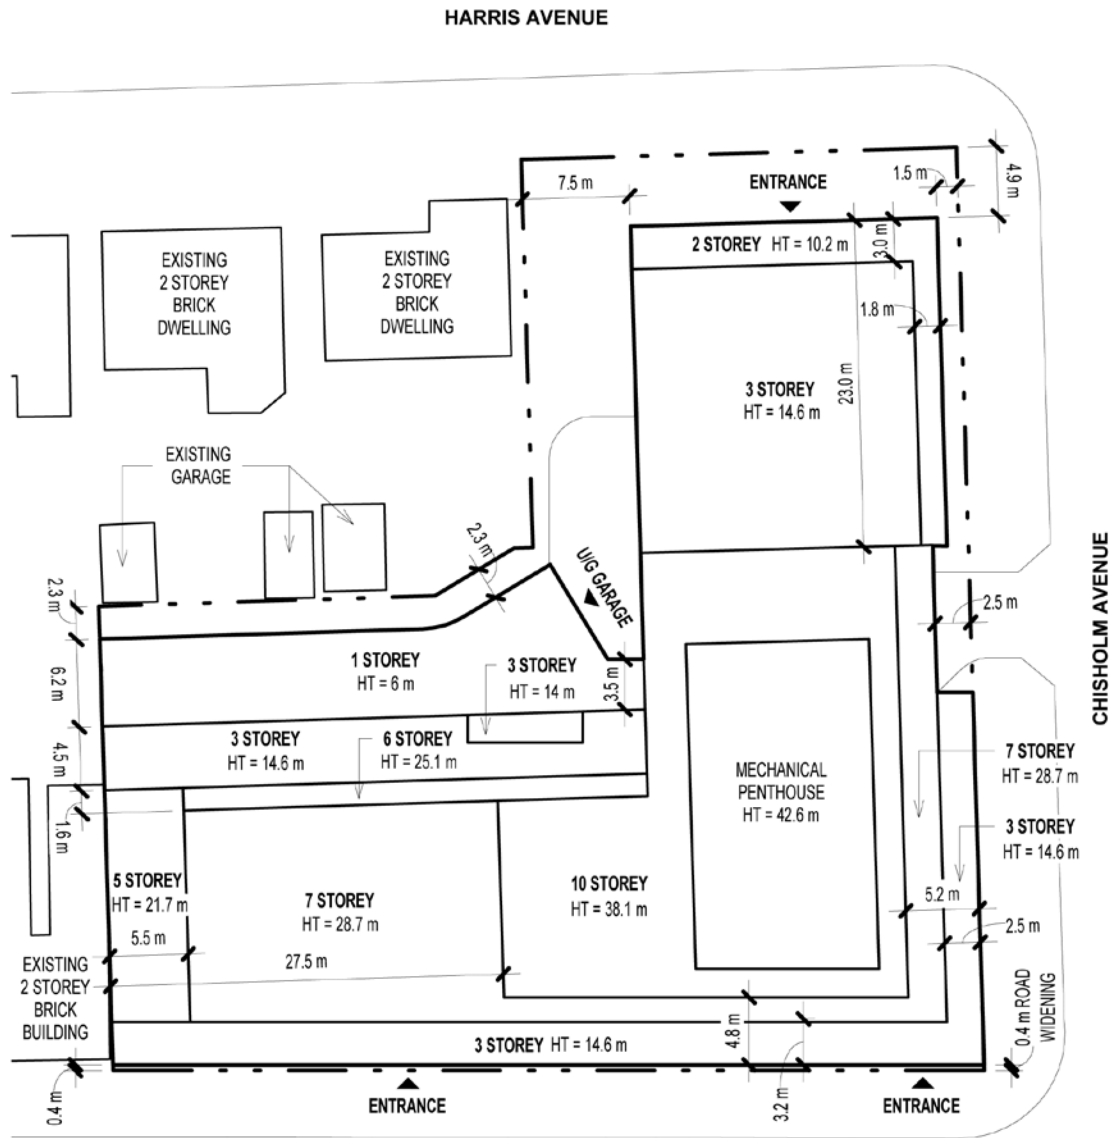 HARRIS AVENUE
7.5 m
ENTRANCE
1.5 m
4.9 m
2 STOREY HT = 10.2 m
3.0 m
EXISTING
2 STOREY
BRICK
DWELLING
EXISTING
2 STOREY
BRICK
DWELLING
1.8 m
3 STOREY
HT = 14.6 m
23.0 m
EXISTING
GARAGE
2.3 m
U/G GARAGE
CHISHOLM AVENUE
2.3 m
2.5 m
1 STOREY
HT = 6 m
3 STOREY
HT = 14 m
3.5 m
6.2 m
3 STOREY
HT = 14.6 m
6 STOREY
HT = 25.1 m
4.5 m
MECHANICAL
PENTHOUSE
HT = 42.6 m
7 STOREY
HT = 28.7 m
1.6 m
3 STOREY
HT = 14.6 m
5 STOREY
HT = 21.7 m
7 STOREY
HT = 28.7 m
10 STOREY
HT = 38.1 m
5.2 m
5.5 m
2.5 m
27.5 m
EXISTING
2 STOREY
BRICK
BUILDING
0.4 m ROAD
WIDENING
4.8 m
3 STOREY HT = 14.6 m
0.4 m
3.2 m
ENTRANCE
ENTRANCE